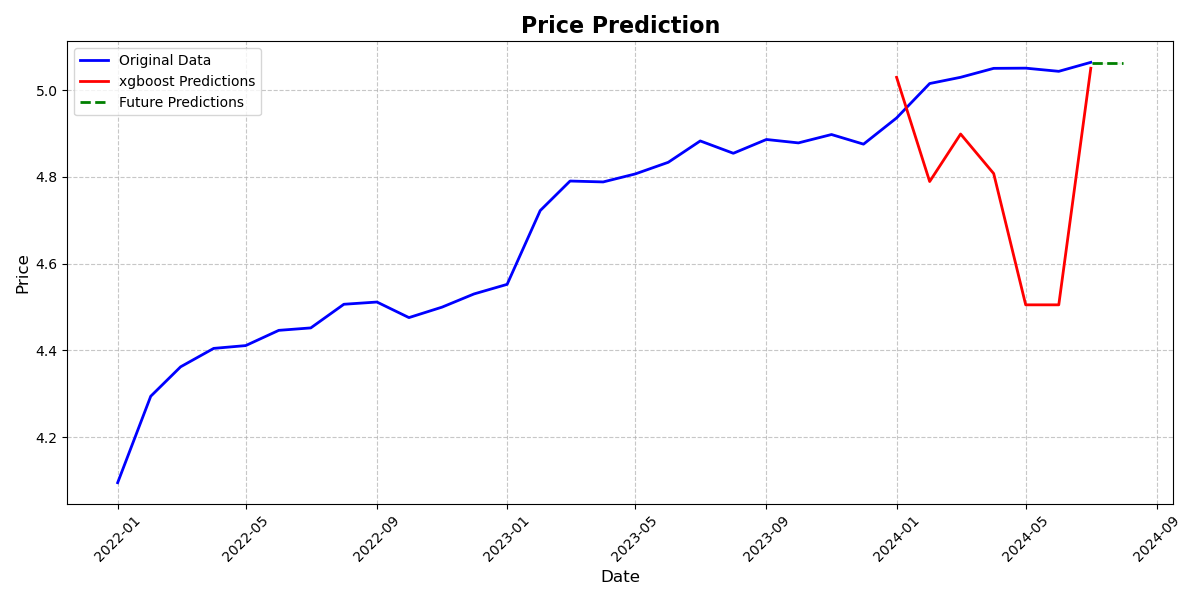 Price Prediction
Original Data
xgboost Predictions
Future Predictions
Price
5.0
4.8
4.6
4.4
4.2
2022-01
2022-05
2022-09
2023-01
2023-05
2023-09
2024-01
2024-05
2024-09
Date